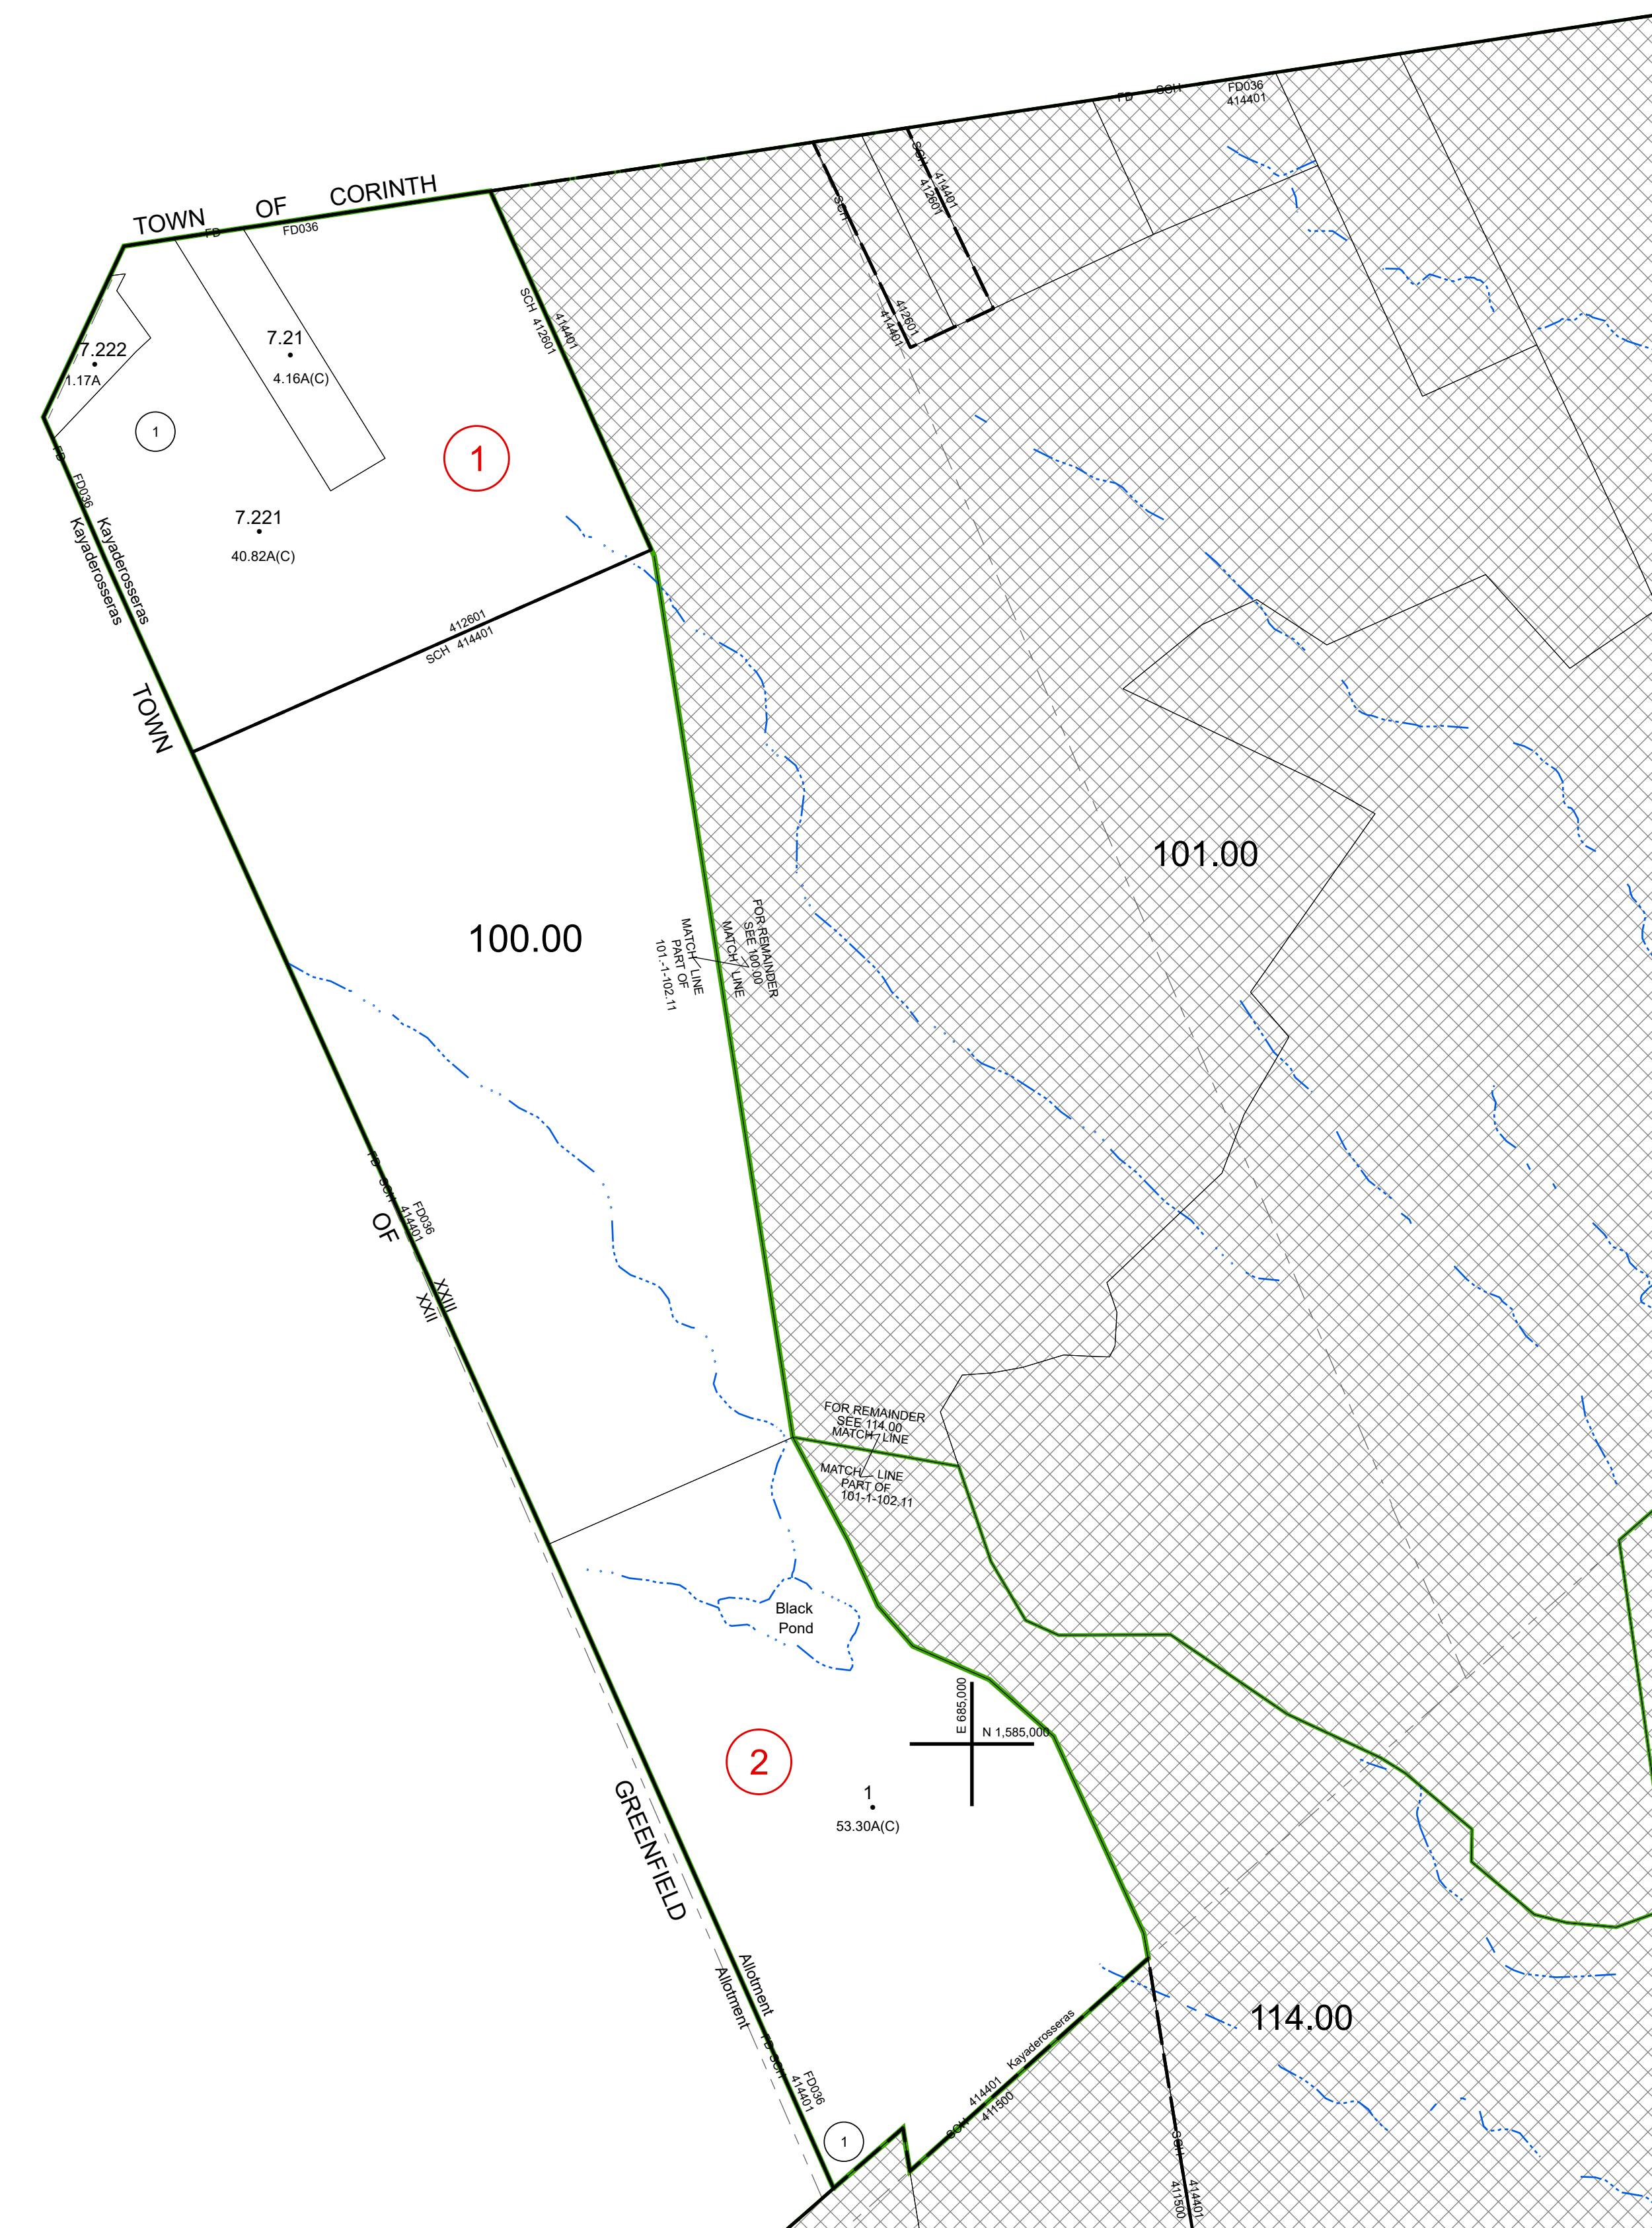 TOWN OF CORINTH
FD
FD036
FD SCH FD036
414401
SCH
SCH 414401
412601
412601
414401
SCH 412601
414401
7.222
1.17A
7.21
4.16A(C)
1
1
FD
FD036
7.221
40.82A(C)
Kayaderosseras
Kayaderosseras
412601
SCH 414401
TOWN
101.00
100.00
MATCH LINE
PART OF
101.-1-102.11
FOR REMAINDER
SEE 100.00
MATCH LINE
FD SCH
FD036
414401
OF
XXIII
XXII
FOR REMAINDER
SEE 114.00
MATCH LINE
MATCH LINE
PART OF
101-1-102.11
Black
Pond
E 685,000
N 1,585,000
2
1
53.30A(C)
GREENFIELD
Allotment
Allotment
114.00
FD SCH
FD036
414401
Kayaderosseras
SCH 414401
411500
1
SCH
414401
411500